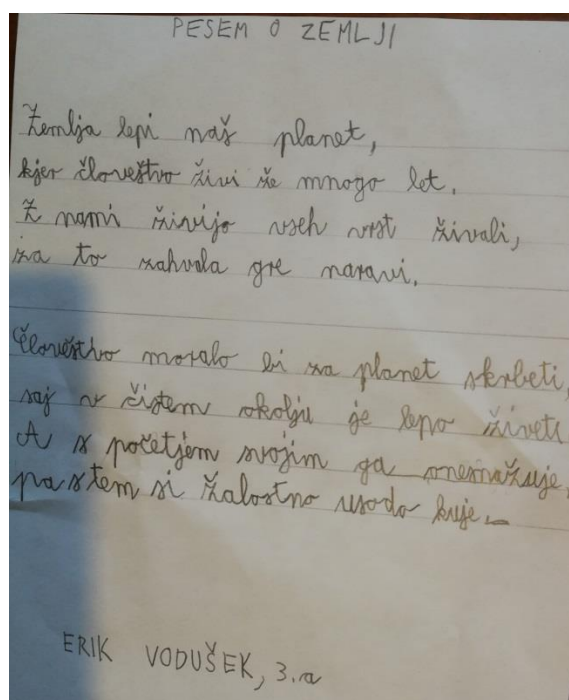 PESEM O ZEMLJI
Zemlja lepi naš planet,
kjer človeštvo živi že mnogo let.
Z nami živijo vseh vrst živali,
za to zahvala gre naravi.
Človeštvo moralo bi za planet skrbeti,
saj v čistem okolju je lepo živeti.
A s početjem svojim ga onesnažuje,
pa s tem si žalostno usodo kuje.
ERIK VODUŠEK, 3.a